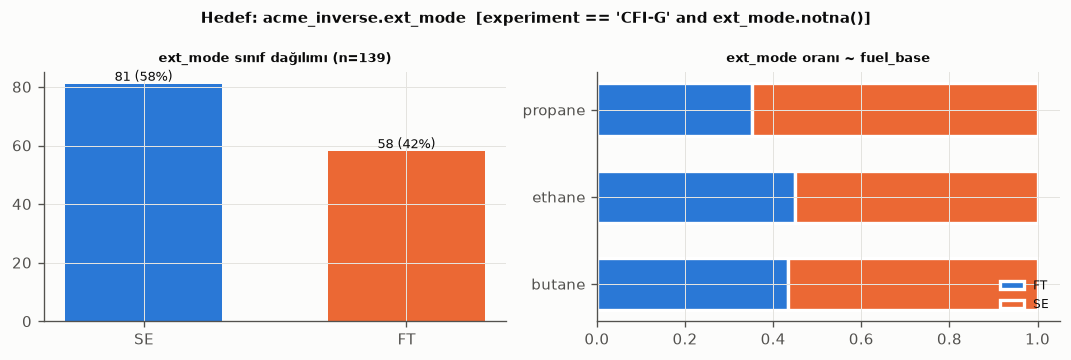 Hedef: acme_inverse.ext_mode [experiment == 'CFI-G' and ext_mode.notna()]
ext_mode sınıf dağılımı (n=139)
81 (58%)
58 (42%)
80
60
40
20
0
SE
FT
ext_mode oranı ~ fuel_base
propane
ethane
butane
FT
SE
0.0
0.2
0.4
0.6
0.8
1.0